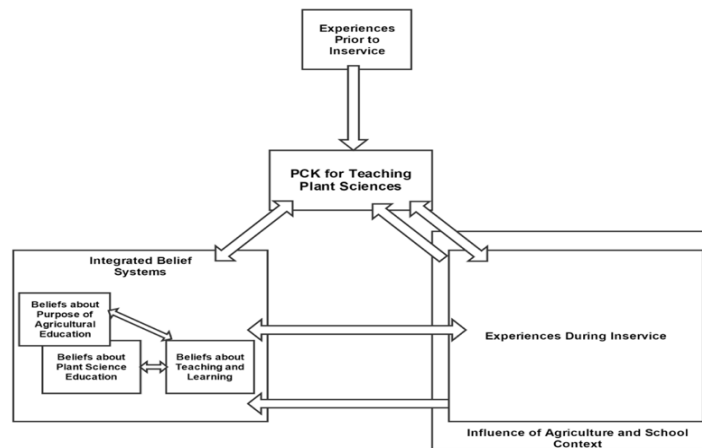 Experiences
Prior to
Inservice
PCK for Teaching
Plant Sciences
Integrated Belief
Systems
Beliefs about
Purpose of
Agricultural
Education
Beliefs about
Plant Science
Education
Beliefs about
Teaching and
Learning
Experiences During Inservice
Influence of Agriculture and School
Context